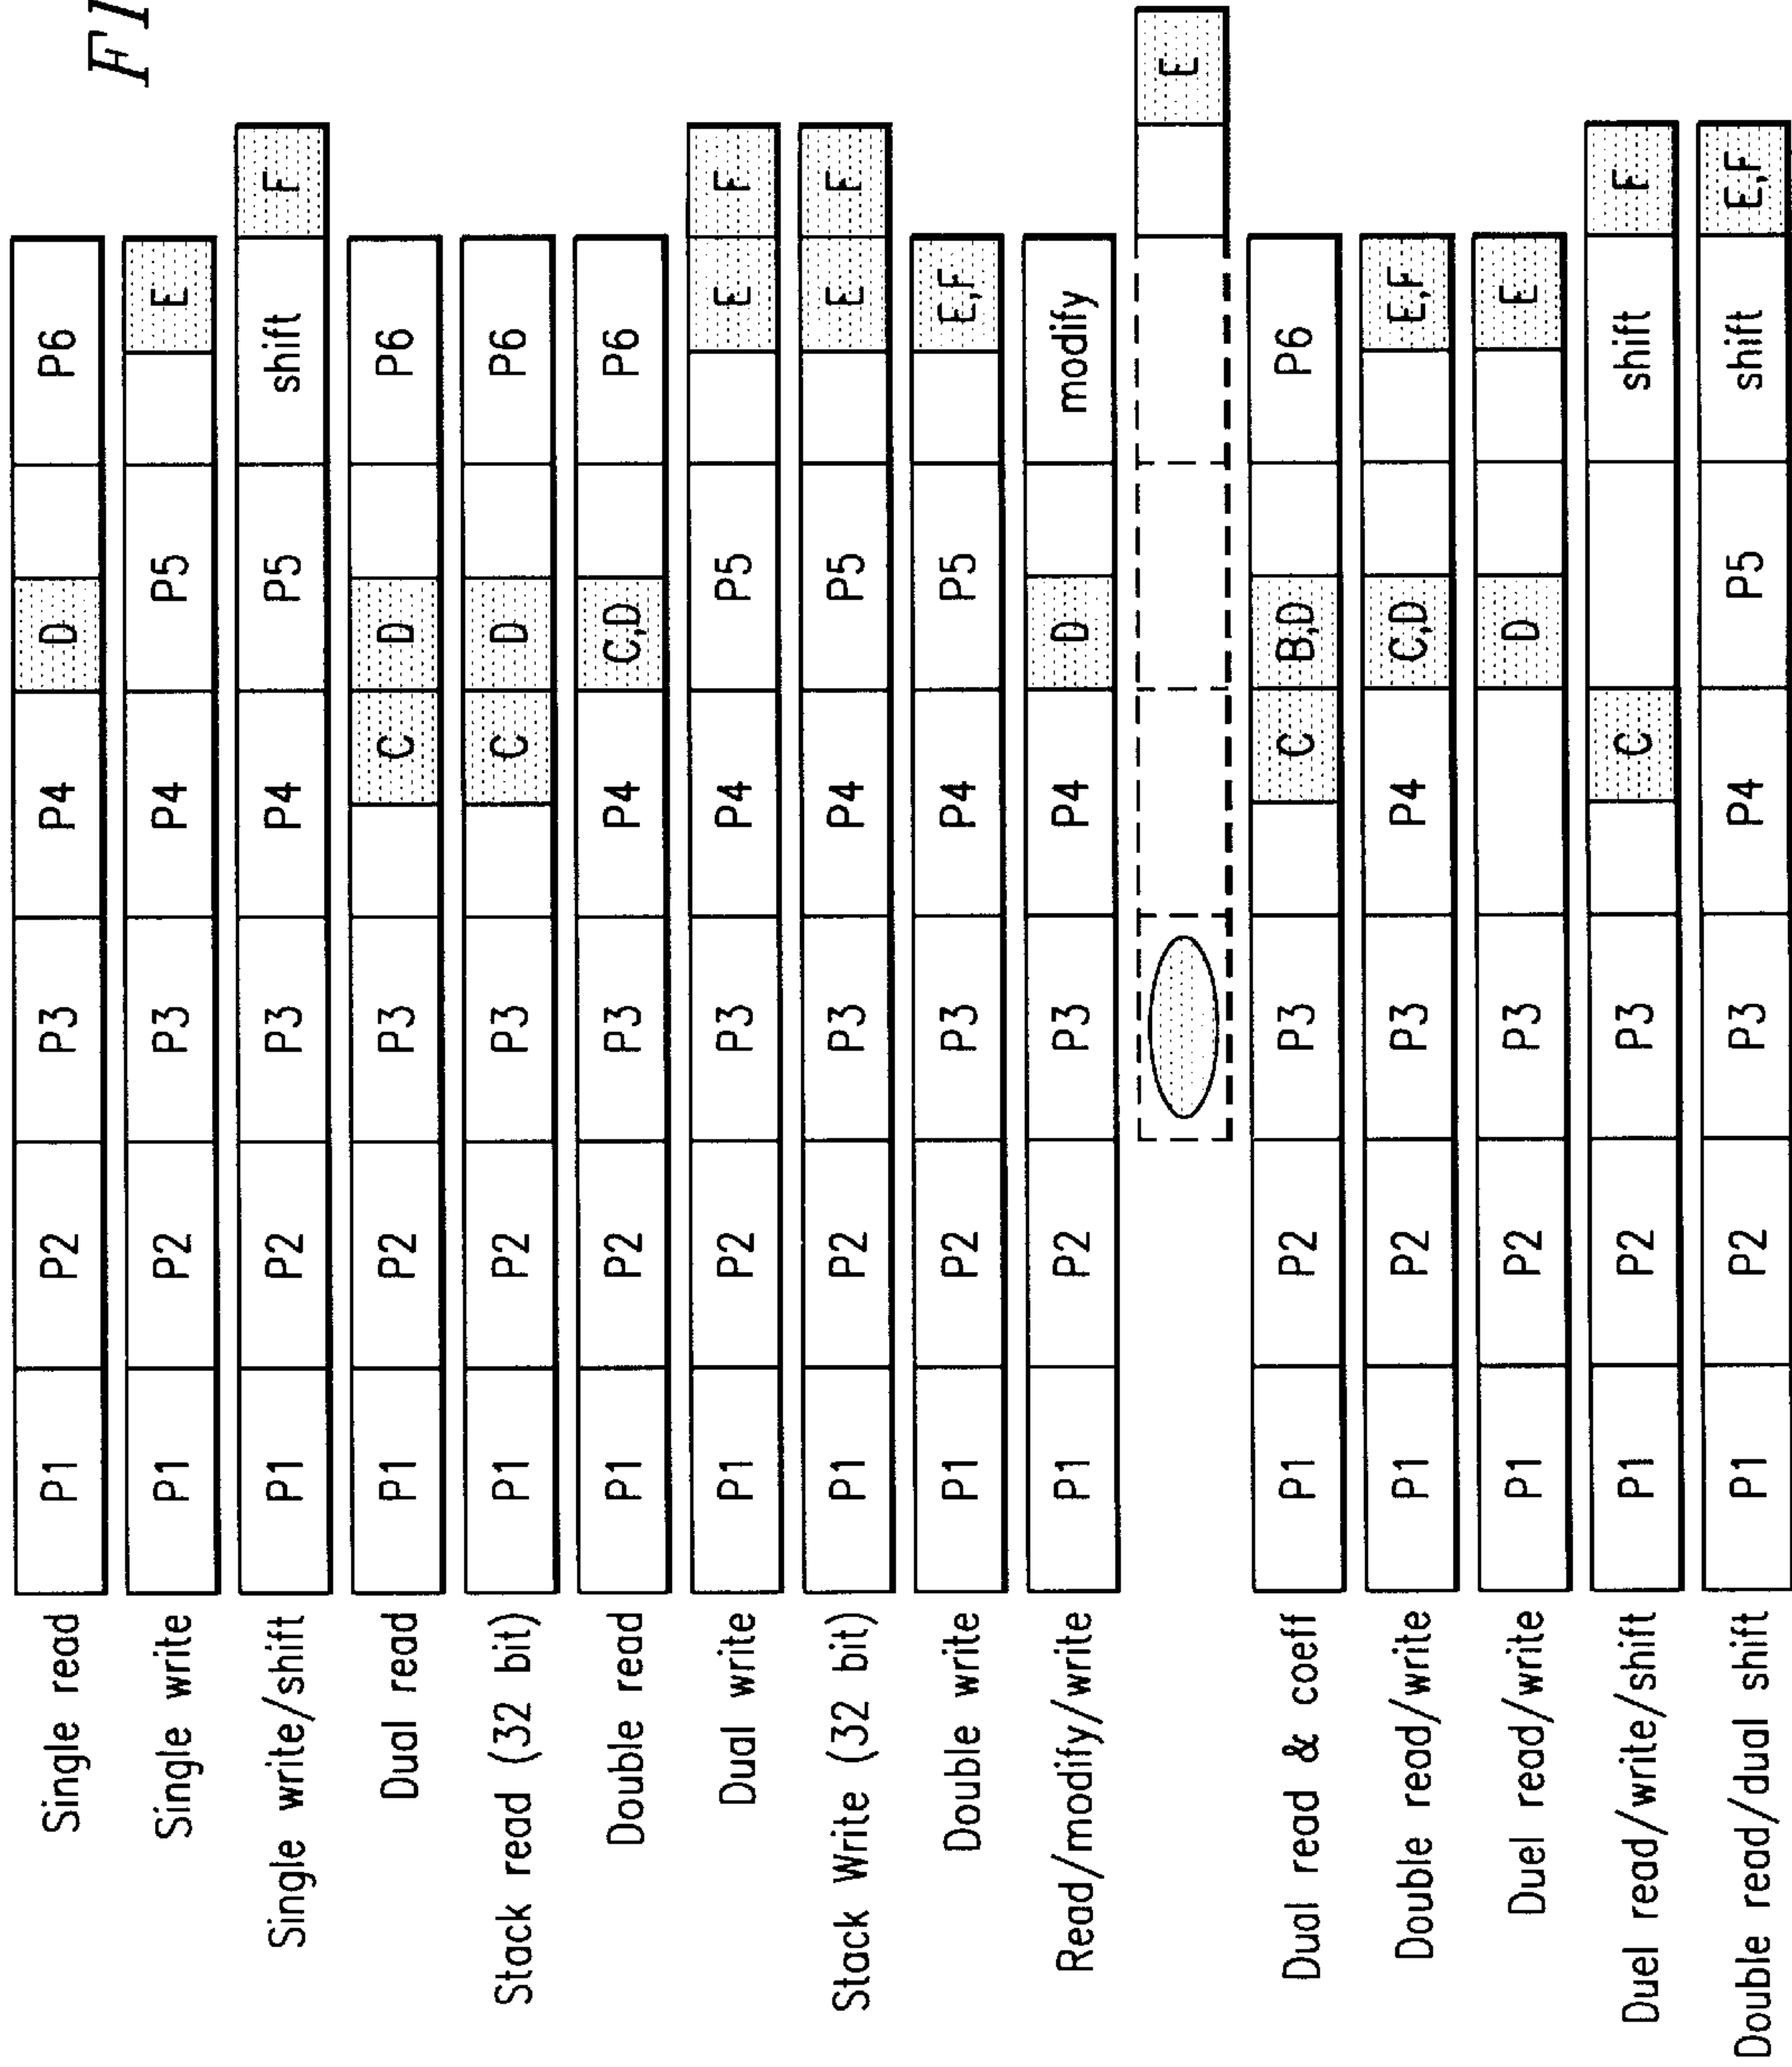 FI
Single read P1 P2 P3 P4 D P6
Single write P1 P2 P3 P4 P5 E
Single write/shift P1 P2 P3 P4 P5 shift F
Dual read P1 P2 P3 C D P6
Stack read (32 bit) P1 P2 P3 C D P6
Double read P1 P2 P3 P4 C,D P6
Dual write P1 P2 P3 P4 P5 E F
Stack Write (32 bit) P1 P2 P3 P4 P5 E F
Double write P1 P2 P3 P4 P5 E,F
Read/modify/write P1 P2 P3 P4 D modify
E
Dual read & coeff P1 P2 P3 C B,D P6
Double read/write P1 P2 P3 P4 C,D E,F
Duel read/write P1 P2 P3 D E
Duel read/write/shift P1 P2 P3 C shift F
Double read/dual shift P1 P2 P3 P4 P5 shift E,F